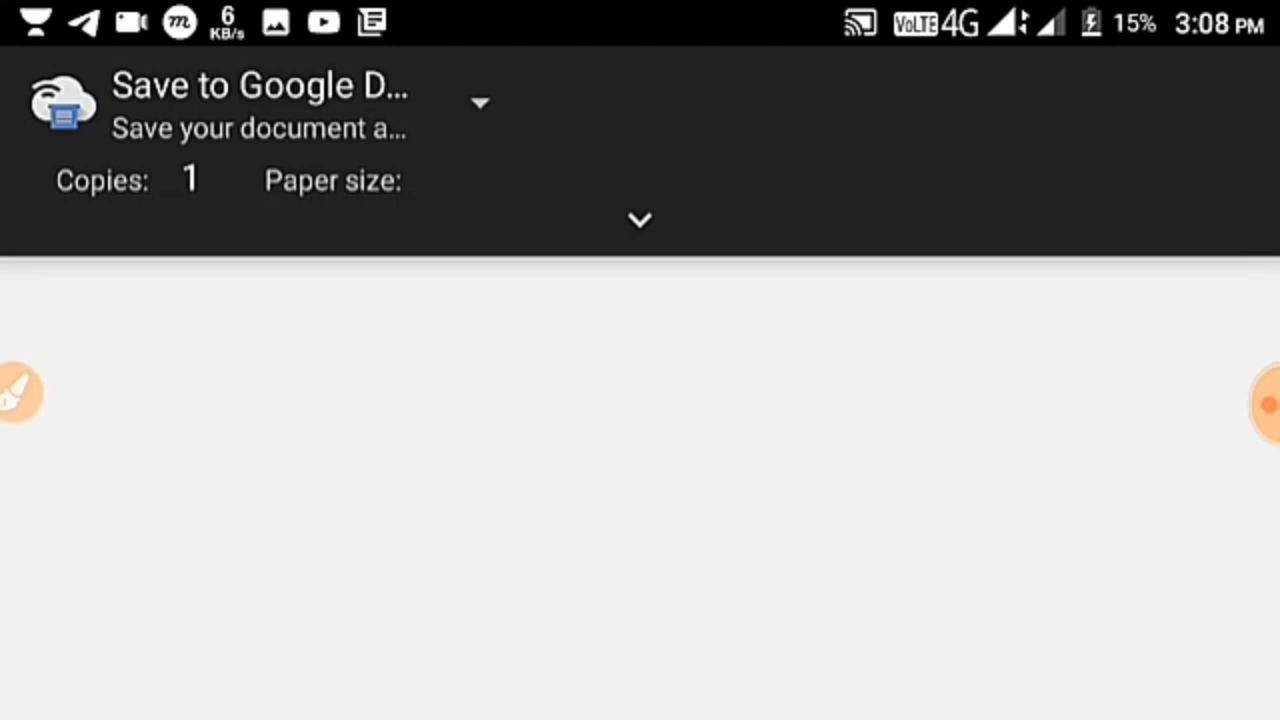 6 KB/s VoLTE 4G 15% 3:08 PM
Save to Google D...
Save your document a...
Copies: 1 Paper size: